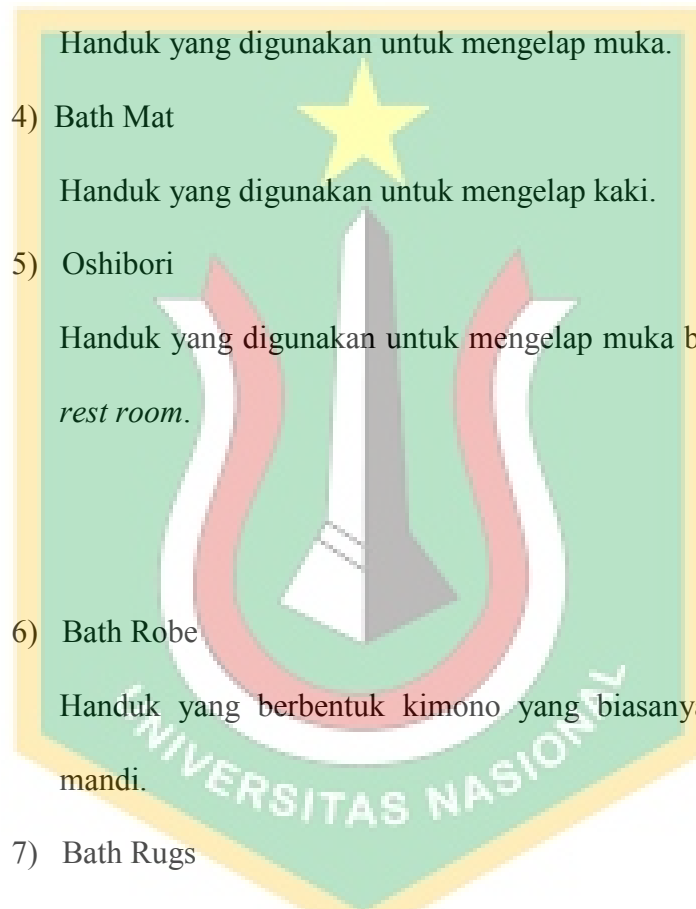 Handuk yang digunakan untuk mengelap muka.
4) Bath Mat
Handuk yang digunakan untuk mengelap kaki.
5) Oshibori
Handuk yang digunakan untuk mengelap muka b
rest room.
6) Bath Robe
Handuk yang berbentuk kimono yang biasanya
mandi.
UNIVERSITAS NASIONAL
7) Bath Rugs